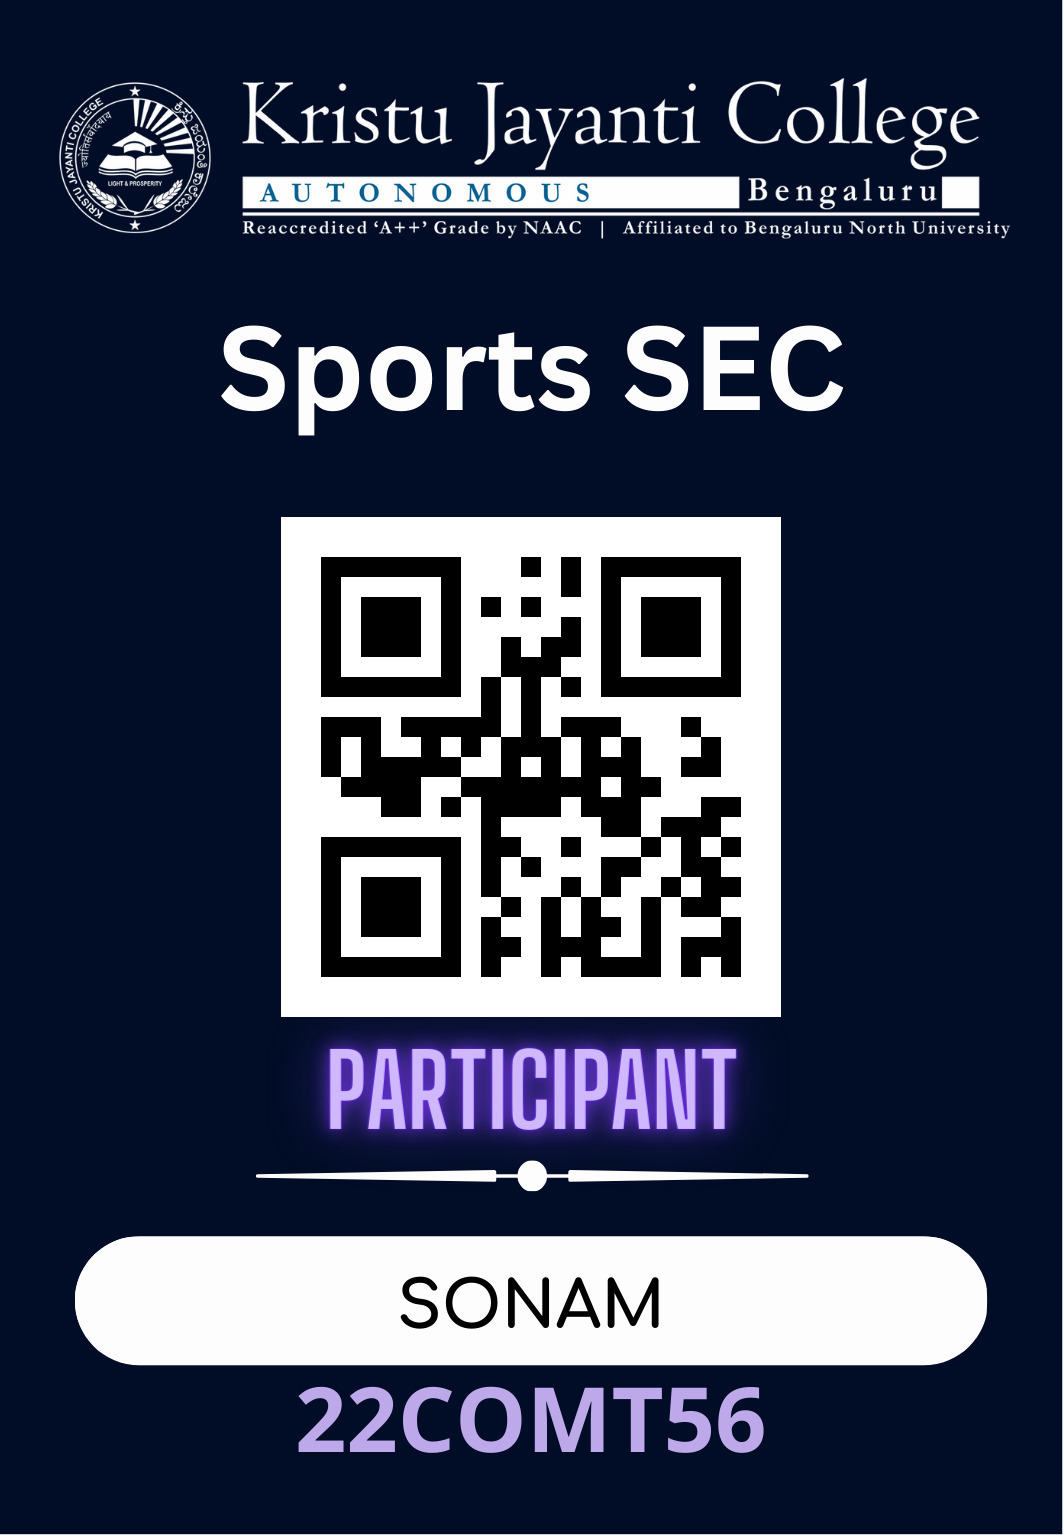 KRISTU JAYANTI COLLEGE
ಕ್ರಿಸ್ತು ಜಯಂತಿ ಕಾಲೇಜು
LIGHT & PROSPERITY
Kristu Jayanti College
AUTONOMOUS Bengaluru
Reaccredited ‘A++’ Grade by NAAC | Affiliated to Bengaluru North University
Sports SEC
PARTICIPANT
SONAM
22COMT56